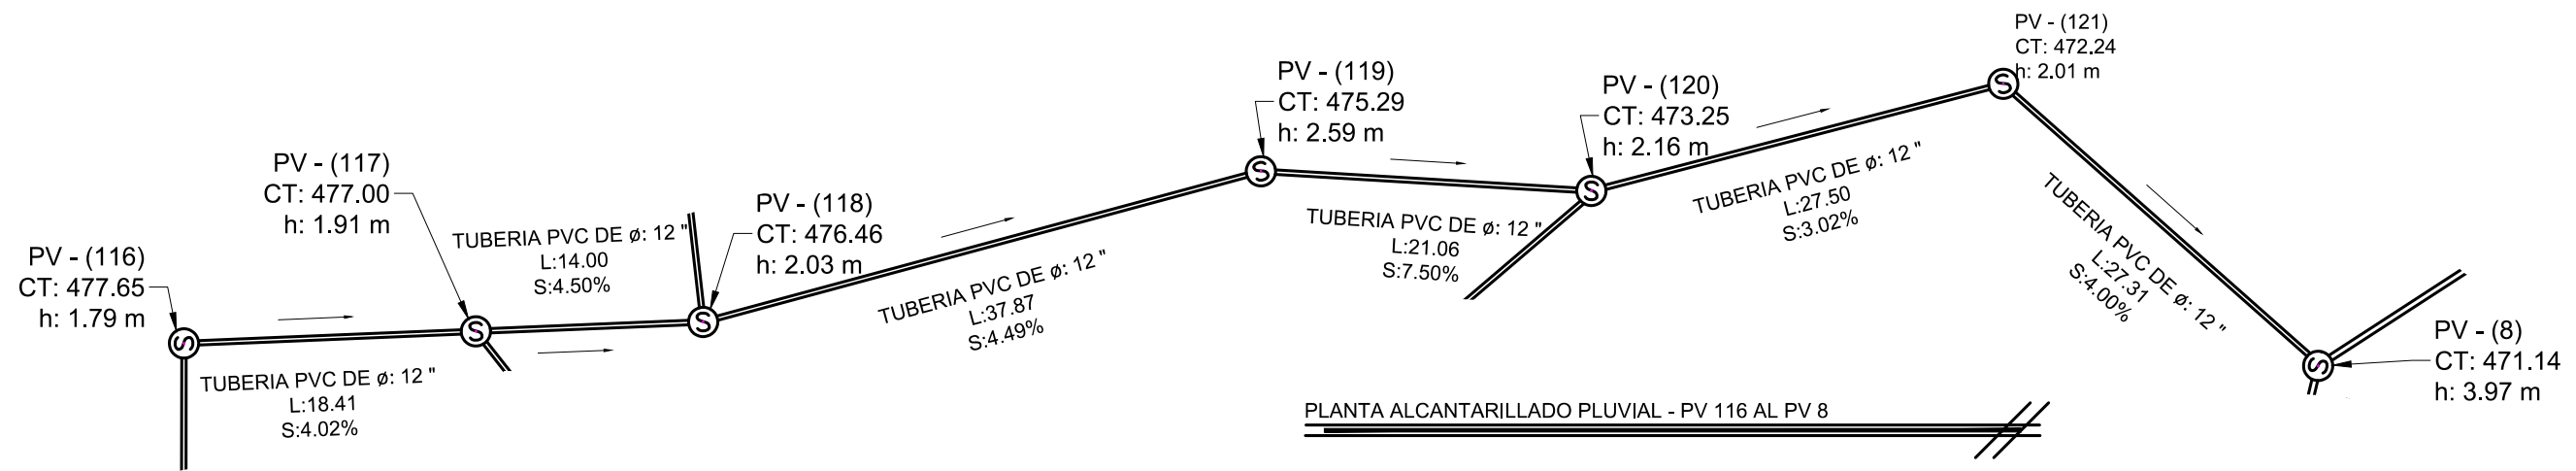 PV - (116)
CT: 477.65
h: 1.79 m
TUBERIA PVC DE ø: 12 "
L:18.41
S:4.02%
PV - (117)
CT: 477.00
h: 1.91 m
TUBERIA PVC DE ø: 12 "
L:14.00
S:4.50%
PV - (118)
CT: 476.46
h: 2.03 m
TUBERIA PVC DE ø: 12 "
L:37.87
S:4.49%
PV - (119)
CT: 475.29
h: 2.59 m
TUBERIA PVC DE ø: 12 "
L:21.06
S:7.50%
PV - (120)
CT: 473.25
h: 2.16 m
TUBERIA PVC DE ø: 12 "
L:27.50
S:3.02%
PV - (121)
CT: 472.24
h: 2.01 m
TUBERIA PVC DE ø: 12 "
L:27.31
S:4.00%
PV - (8)
CT: 471.14
h: 3.97 m
S
S
S
S
S
S
S
PLANTA ALCANTARILLADO PLUVIAL - PV 116 AL PV 8